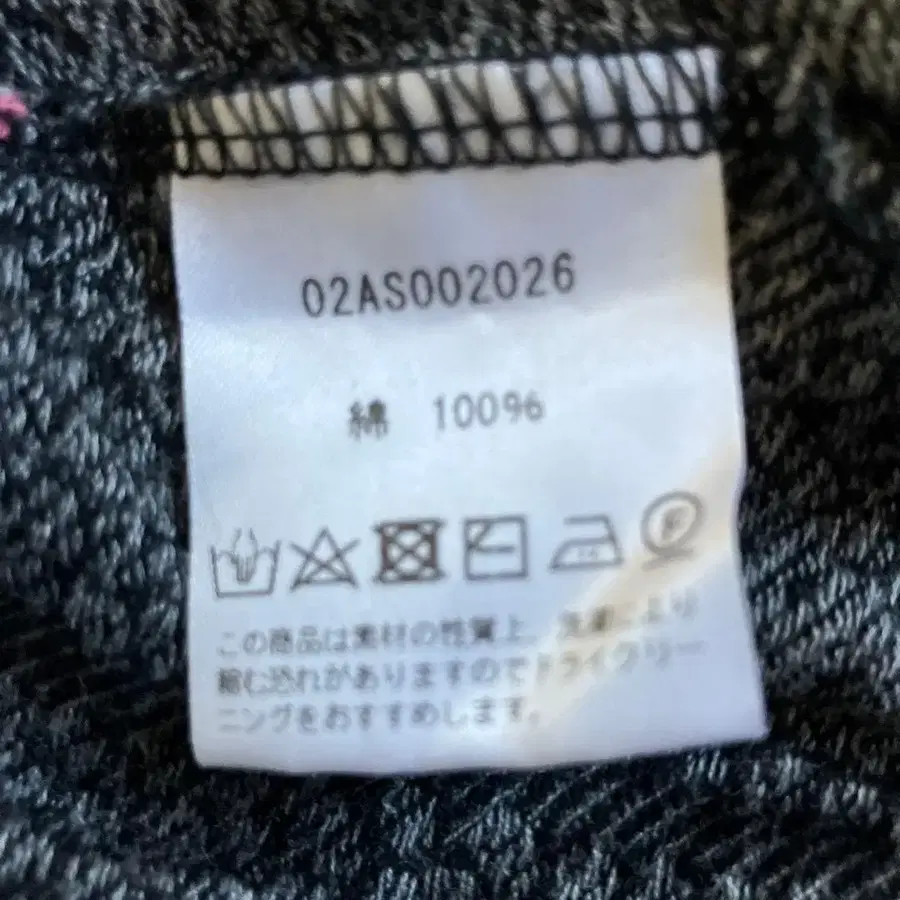 02AS002026
綿 100%
この商品は素材の性質上、洗濯により
縮む恐れがありますのでドライクリー
ニングをおすすめします。